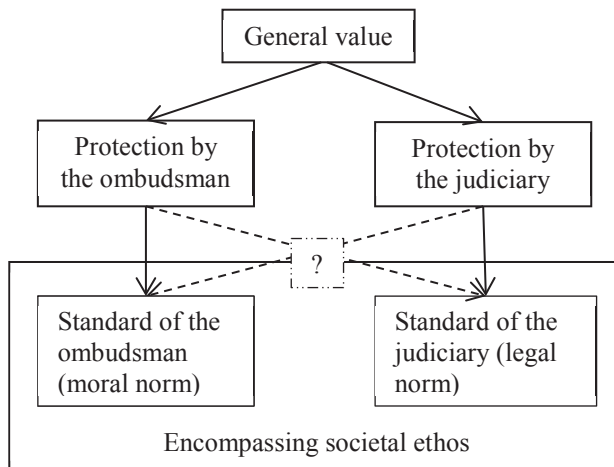 General value
Protection by
the ombudsman
Protection by
the judiciary
?
Standard of the
ombudsman
(moral norm)
Standard of the
judiciary (legal
norm)
Encompassing societal ethos